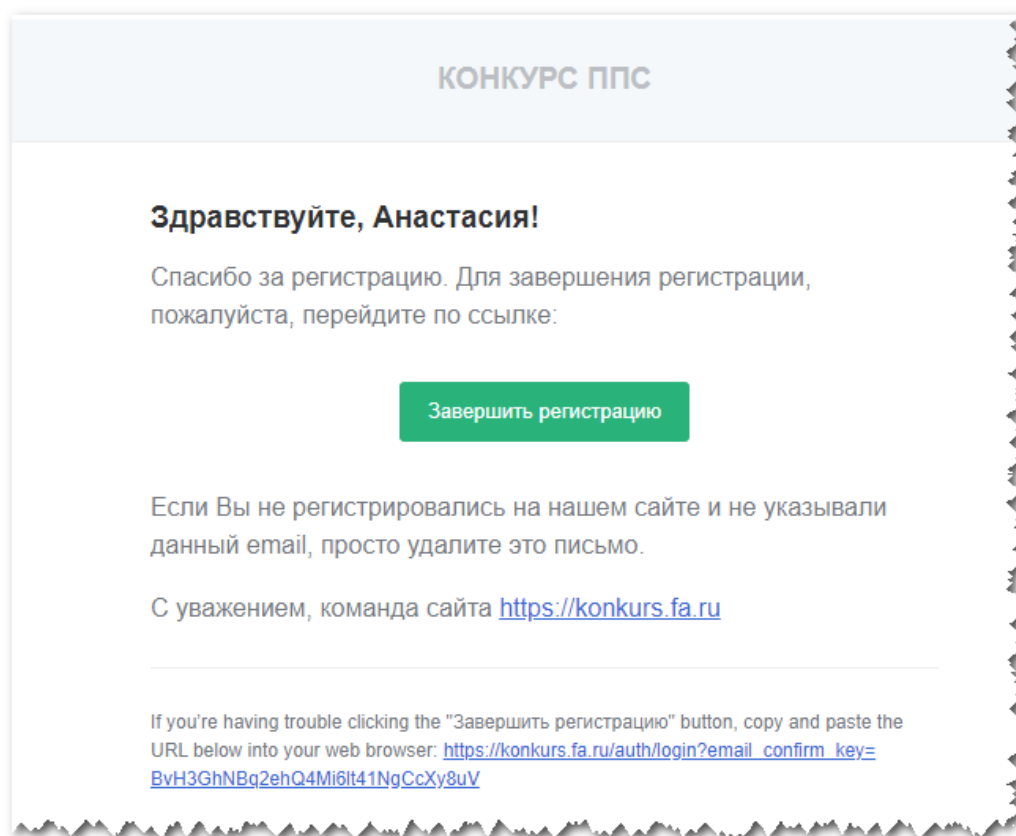 КОНКУРС ППС
Здравствуйте, Анастасия!
Спасибо за регистрацию. Для завершения регистрации,
пожалуйста, перейдите по ссылке:
Завершить регистрацию
Если Вы не регистрировались на нашем сайте и не указывали
данный email, просто удалите это письмо.
С уважением, команда сайта https://konkurs.fa.ru
If you're having trouble clicking the "Завершить регистрацию" button, copy and paste the
URL below into your web browser: https://konkurs.fa.ru/auth/login?email_confirm_key=
BvH3GhNBq2ehQ4Mi6lt41NgCcXy8uV